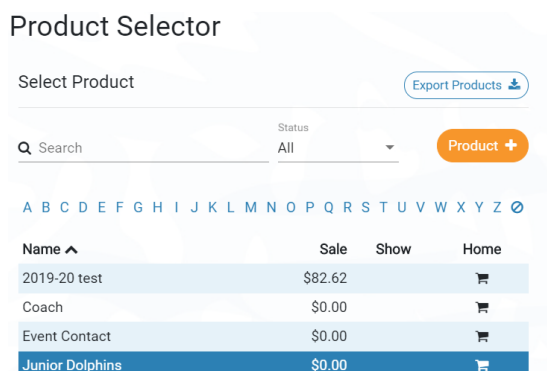 Product Selector
Select Product
Export Products
Status
Search
All
Product
A B C D E F G H I J K L M N O P Q R S T U V W X Y Z
Name Sale Show Home
2019-20 test $82.62
Coach $0.00
Event Contact $0.00
Junior Dolphins $0.00